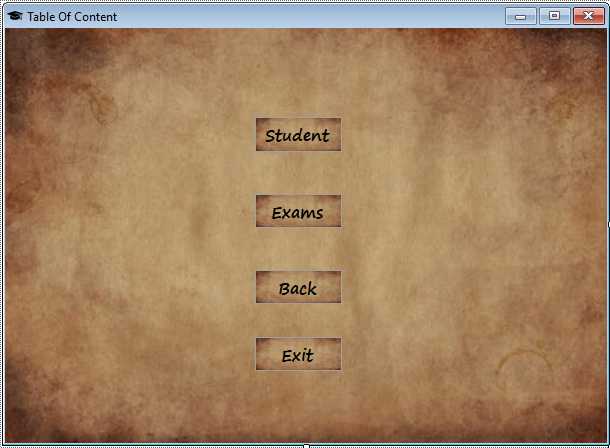 Table Of Content
Student
Exams
Back
Exit